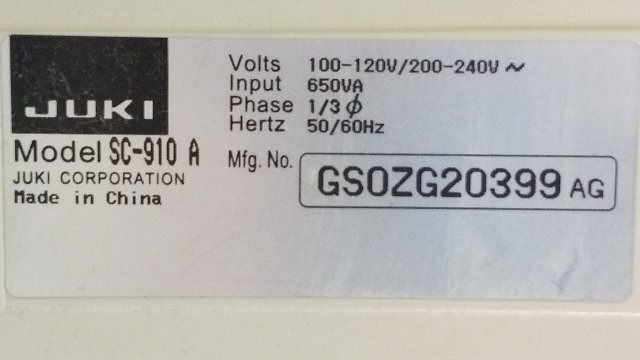 JUKI
Model SC-910 A
JUKI CORPORATION
Made in China
Volts 100-120V/200-240V ~
Input 650VA
Phase 1/3 ϕ
Hertz 50/60Hz
Mfg. No. GSOZG20399 AG